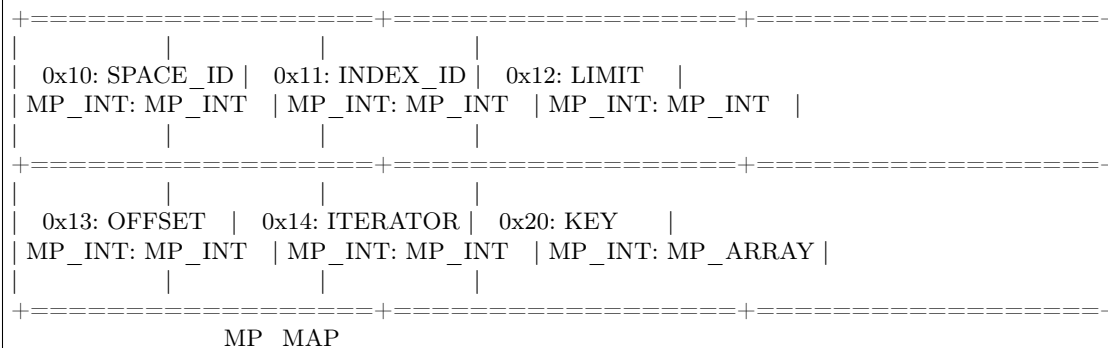 +==================+==================+==================+
| | | |
| 0x10: SPACE_ID | 0x11: INDEX_ID | 0x12: LIMIT |
| MP_INT: MP_INT | MP_INT: MP_INT | MP_INT: MP_INT |
| | | |
+==================+==================+==================+
| | | |
| 0x13: OFFSET | 0x14: ITERATOR | 0x20: KEY |
| MP_INT: MP_INT | MP_INT: MP_INT | MP_INT: MP_ARRAY |
| | | |
+==================+==================+==================+
MP_MAP